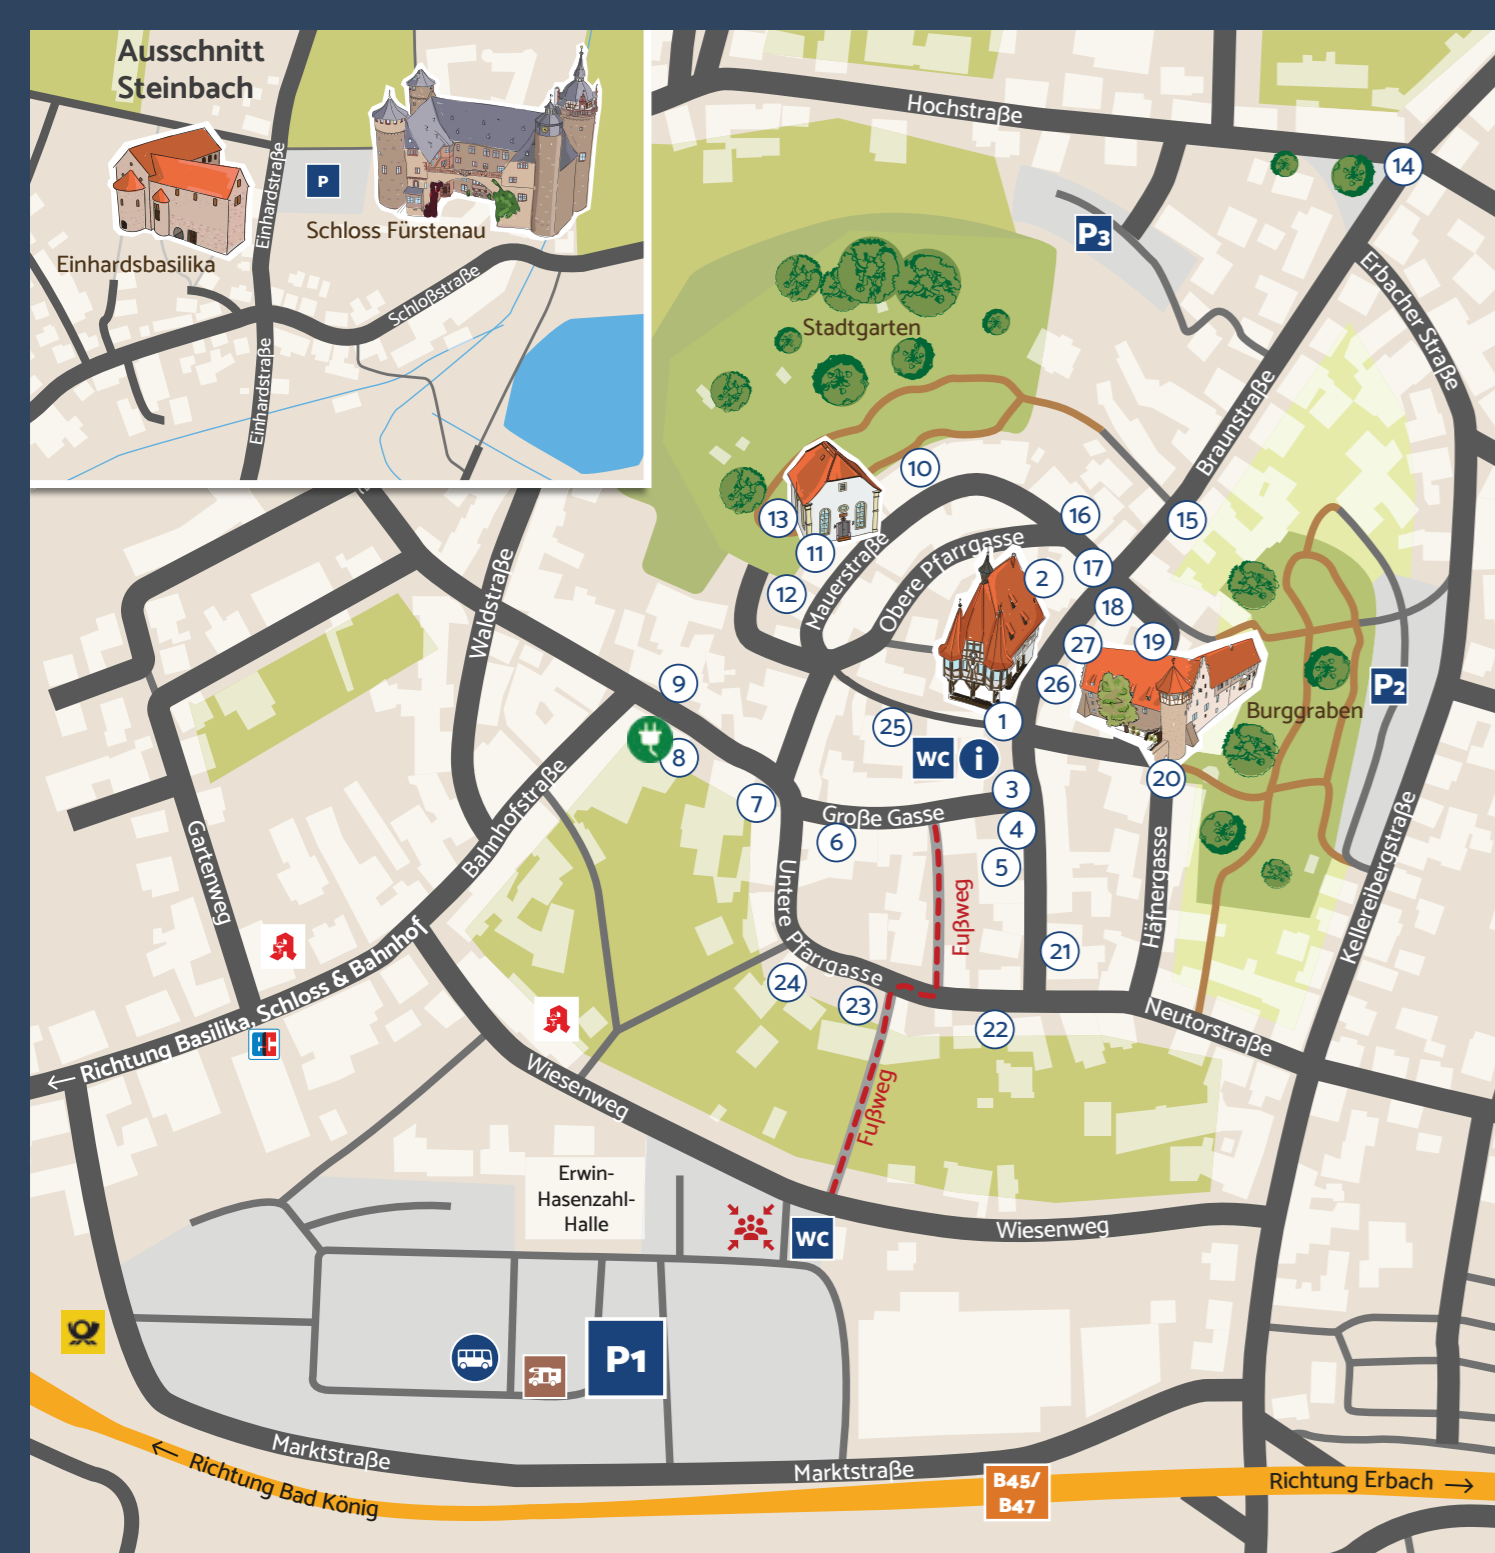 Ausschnitt
Steinbach
Einhardstraße
P
Schloss Fürstenau
Einhardsbasilika
Schloßstraße
Einhardstraße
Hochstraße
14
P3
Erbacher Straße
Stadtgarten
Braunstraße
10
13
16
15
11
Mauerstraße
Obere Pfarrgasse
2
17
12
18
Waldstraße
27
19
9
26
P2
Burggraben
25
1
8
WC
i
20
7
3
Große Gasse
4
6
5
Bahnhofstraße
Gartenweg
Untere
Pfarrgasse
Fußweg
Häfnergasse
Kellereibergstraße
21
24
23
22
Neutorstraße
← Richtung Basilika, Schloss & Bahnhof
A
A
EC
Wiesenweg
Fußweg
Erwin-
Hasenzahl-
Halle
WC
Wiesenweg
P1
Marktstraße
← Richtung Bad König
Marktstraße
B45/
B47
Richtung Erbach →